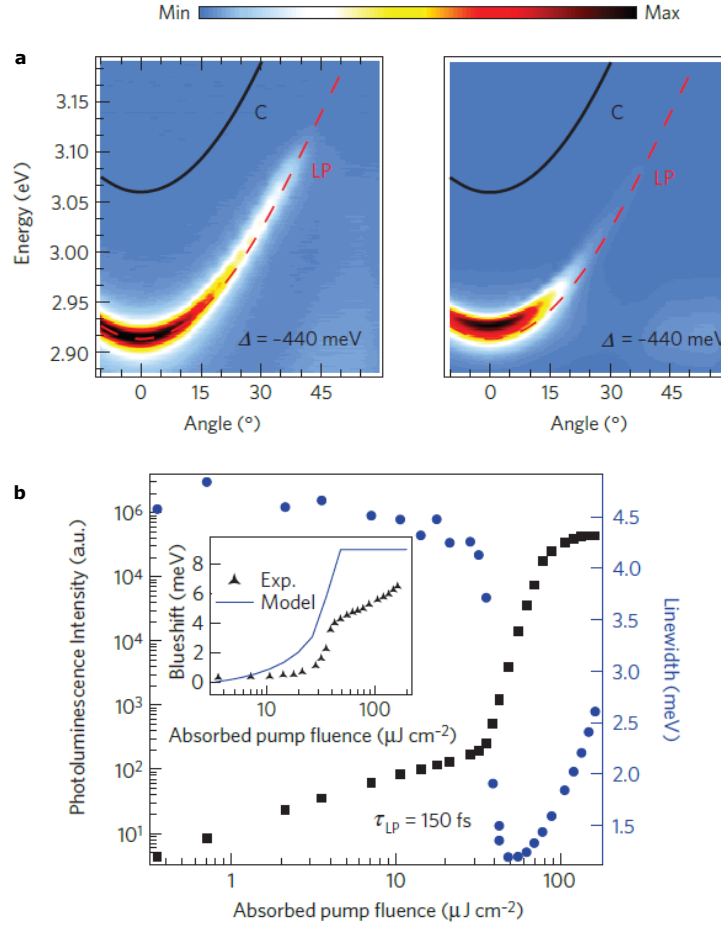 Min Max
a
3.15
3.10
3.05
3.00
2.95
2.90
Energy (eV)
C
LP
Δ = –440 meV
0 15 30 45
Angle (°)
C
LP
Δ = –440 meV
0 15 30 45
Angle (°)
b
Photoluminescence Intensity (a.u.)
10⁶
10⁴
10⁴
10³
10²
10¹
Blueshift (meV)
8
6
4
2
0
Exp.
Model
10 100
Absorbed pump fluence (μJ cm⁻²)
τLP = 150 fs
4.5
4.2
3.7
3.0
2.5
2.0
1.5
Linewidth (meV)
1 10 100
Absorbed pump fluence (μJ cm⁻²)